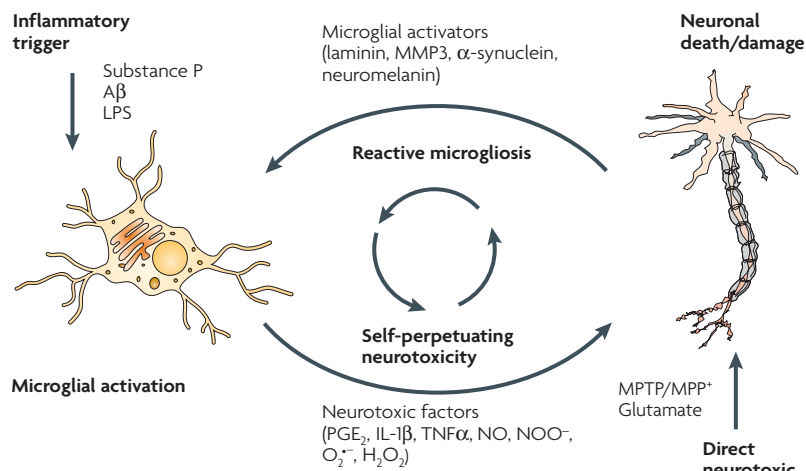 Inflammatory
trigger
Substance P
Aβ
LPS
Microglial activators
(laminin, MMP3, α-synuclein,
neuromelanin)
Neuronal
death/damage
Reactive microgliosis
Self-perpetuating
neurotoxicity
Microglial activation
Neurotoxic factors
(PGE₂, IL-1β, TNFα, NO, NOO⁻,
O₂•⁻, H₂O₂)
MPTP/MPP⁺
Glutamate
Direct
neurotoxic